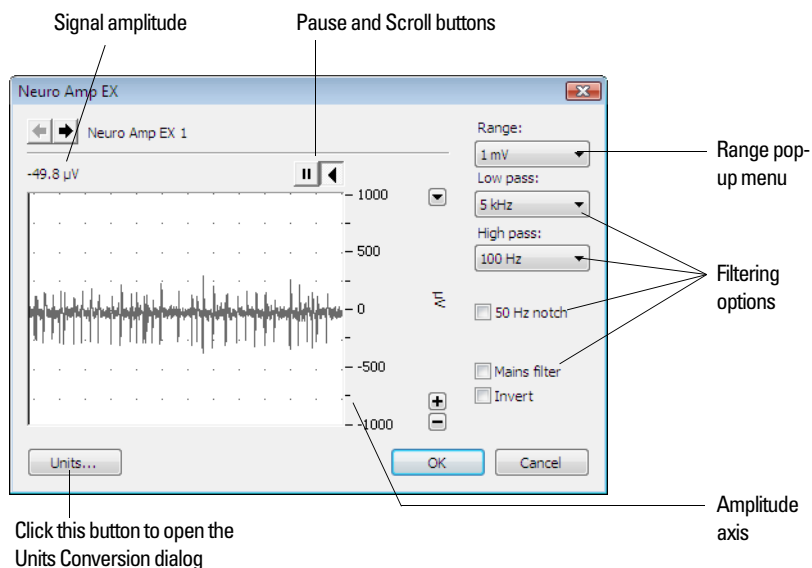 Signal amplitude
Pause and Scroll buttons
Neuro Amp EX
Neuro Amp EX 1
-49.8 µV
Range:
1 mV
Low pass:
5 kHz
High pass:
100 Hz
50 Hz notch
Mains filter
Invert
1000
500
0
-500
-1000
µV
Units...
OK
Cancel
Range pop-
up menu
Filtering
options
Amplitude
axis
Click this button to open the
Units Conversion dialog